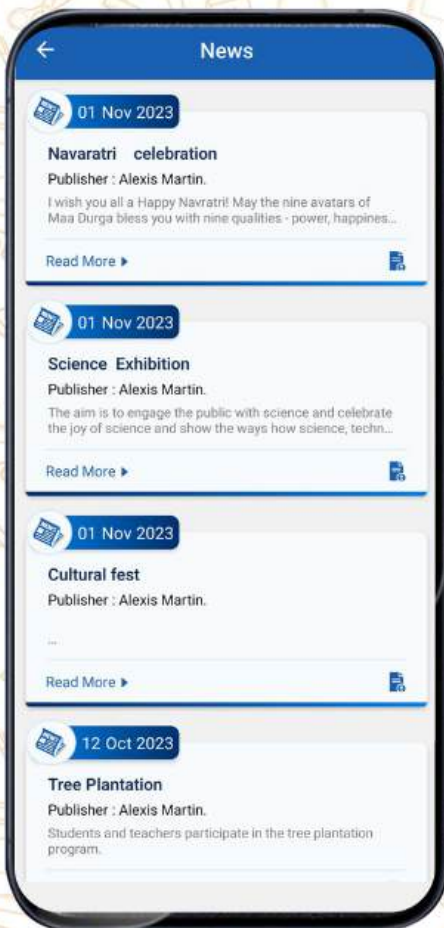 News
01 Nov 2023
Navaratri celebration
Publisher : Alexis Martin.
I wish you all a Happy Navratri! May the nine avatars of
Maa Durga bless you with nine qualities - power, happines...
Read More
01 Nov 2023
Science Exhibition
Publisher : Alexis Martin.
The aim is to engage the public with science and celebrate
the joy of science and show the ways how science, techn...
Read More
01 Nov 2023
Cultural fest
Publisher : Alexis Martin.
...
Read More
12 Oct 2023
Tree Plantation
Publisher : Alexis Martin.
Students and teachers participate in the tree plantation
program.